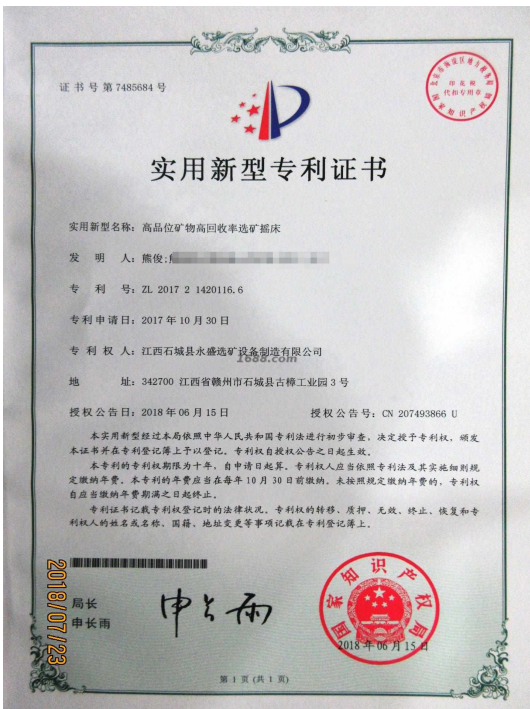 证书号第7485684号
实用新型专利证书
实用新型名称：高品位矿物高回收率选矿摇床
发明人：熊俊;
专利号：ZL 2017 2 1420116.6
专利申请日：2017年10月30日
专利权人：江西石城县永盛选矿设备制造有限公司
1688.com
地址：342700 江西省赣州市石城县古樟工业园3号
授权公告日：2018年06月15日 授权公告号：CN 207493866 U
本实用新型经过本局依照中华人民共和国专利法进行初步审查，决定授予专利权，颁发
本证书并在专利登记簿上予以登记。专利权自授权公告之日起生效。
本专利的专利权期限为十年，自申请日起算。专利权人应当依照专利法及其实施细则规
定缴纳年费。本专利的年费应当在每年10月30日前缴纳。未按照规定缴纳年费的，专利权
自应当缴纳年费期满之日起终止。
专利证书记载专利权登记时的法律状况。专利权的转移、质押、无效、终止、恢复和专
利权人的姓名或名称、国籍、地址变更等事项记载在专利登记簿上。
局长
申长雨
申长雨
国家知识产权局
2018年06月15日
2018/07/23
第1页(共1页)